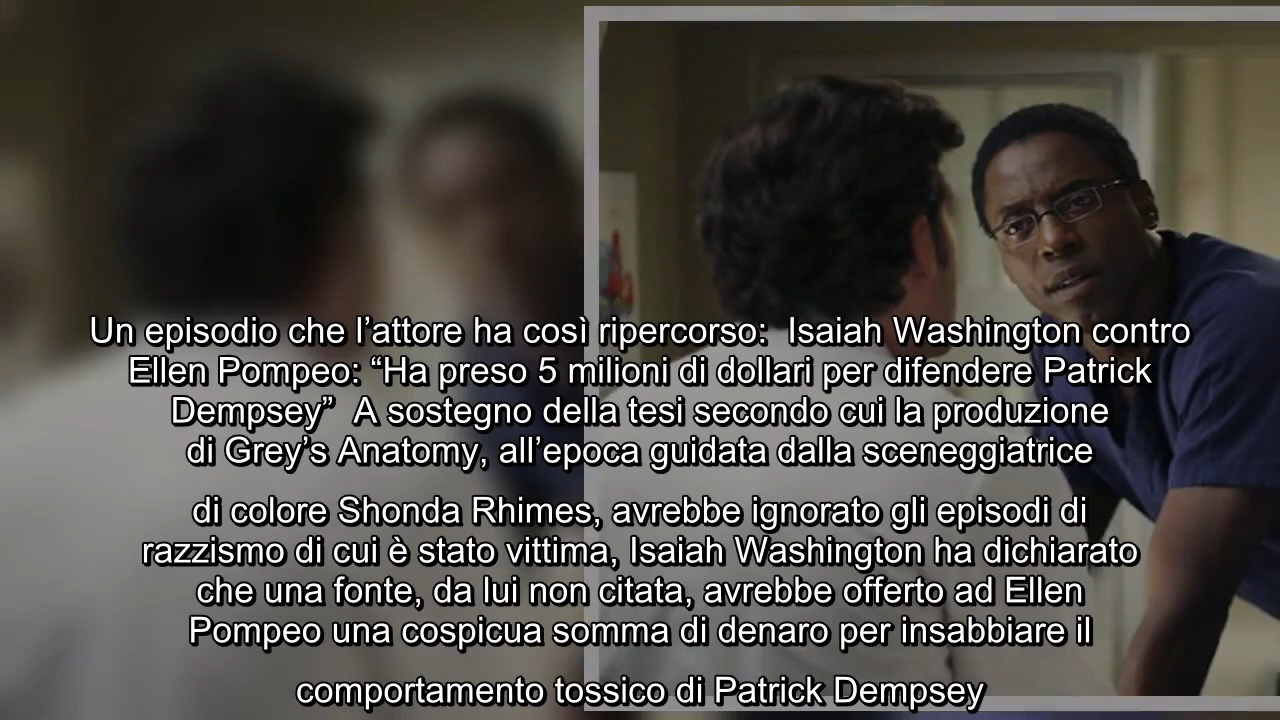 Un episodio che l’attore ha così ripercorso:  Isaiah Washington contro
Ellen Pompeo: “Ha preso 5 milioni di dollari per difendere Patrick
Dempsey”  A sostegno della tesi secondo cui la produzione
di Grey’s Anatomy, all’epoca guidata dalla sceneggiatrice
di colore Shonda Rhimes, avrebbe ignorato gli episodi di
razzismo di cui è stato vittima, Isaiah Washington ha dichiarato
che una fonte, da lui non citata, avrebbe offerto ad Ellen
Pompeo una cospicua somma di denaro per insabbiare il
comportamento tossico di Patrick Dempsey